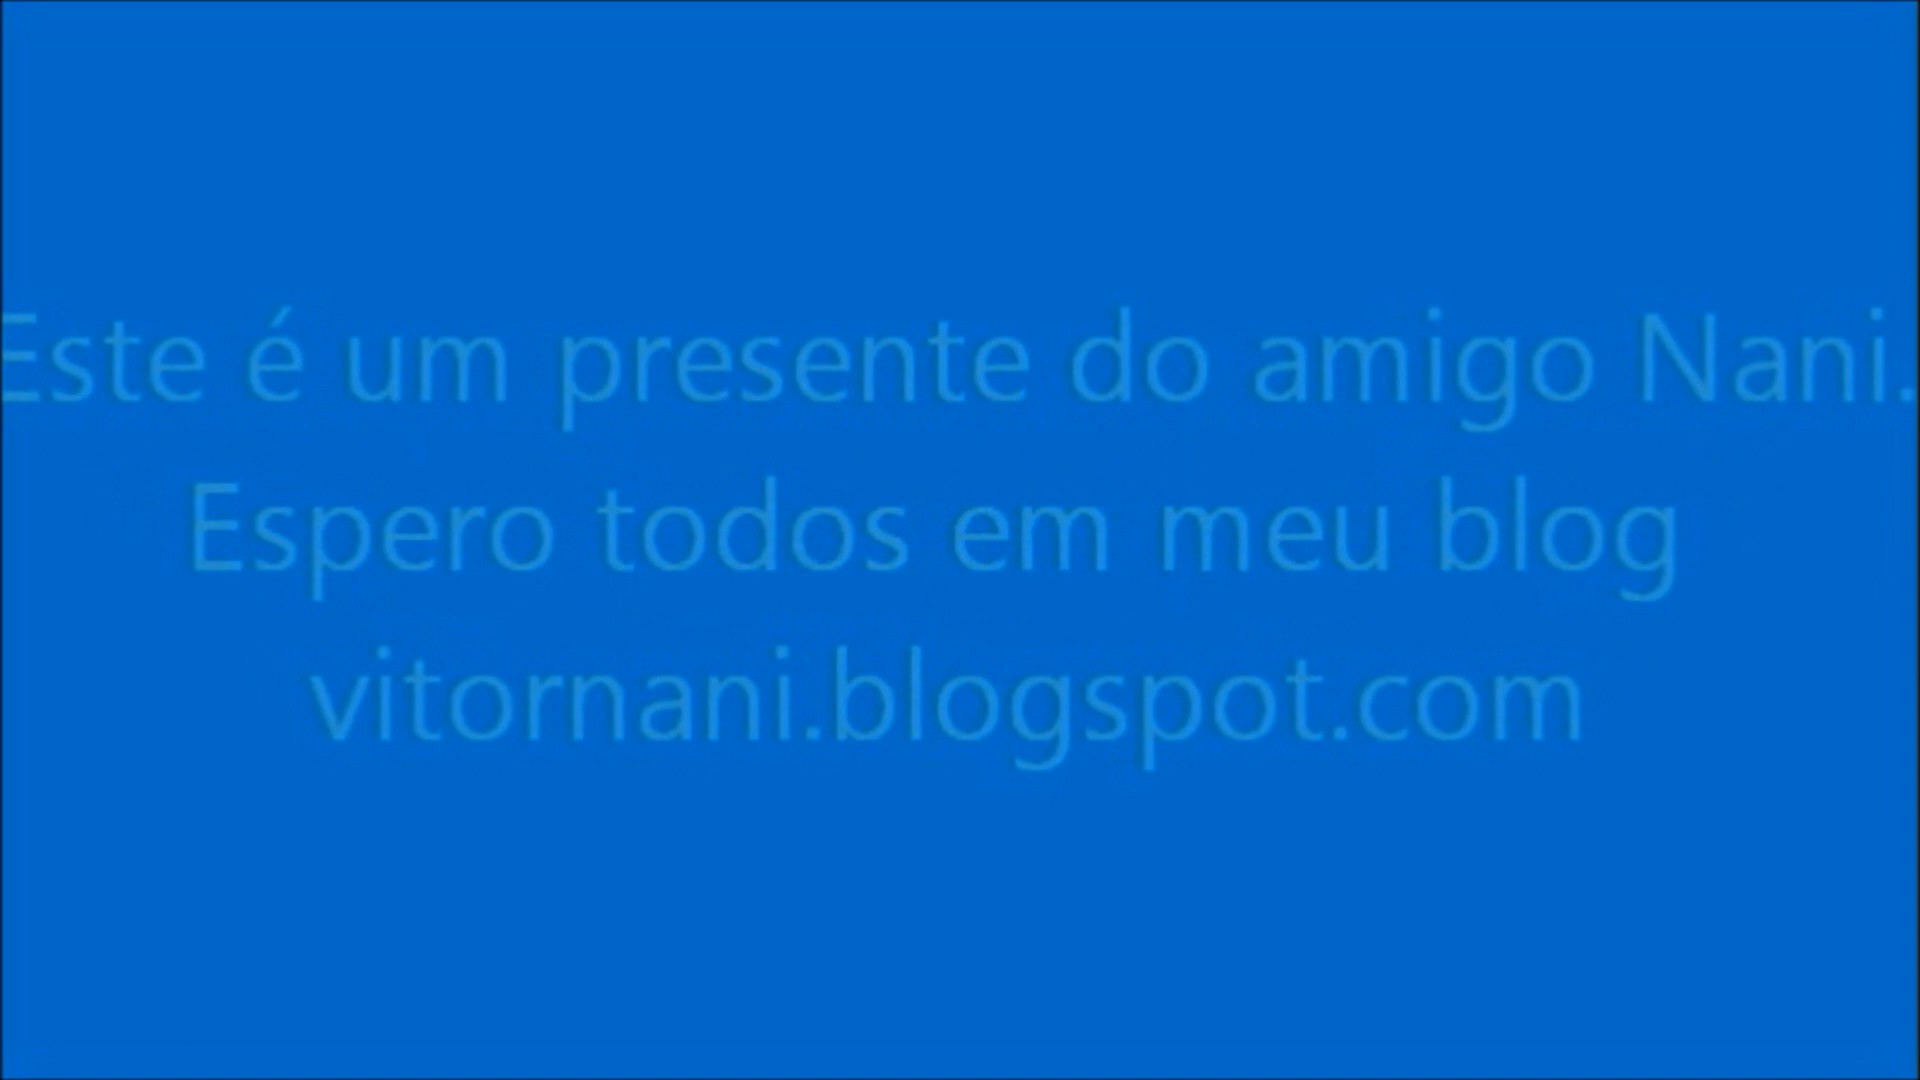 Este é um presente do amigo Nani.
Espero todos em meu blog
vitornani.blogspot.com